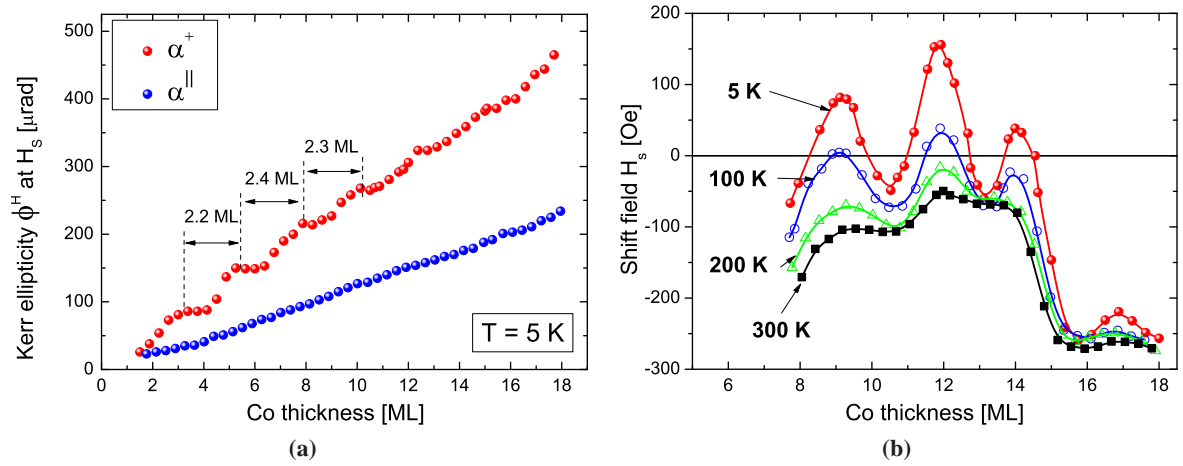 500
400
300
200
100
0
Kerr ellipticity ϕ^H at H_S [μrad]
α^+
α^||
2.3 ML
2.4 ML
2.2 ML
T = 5 K
0 2 4 6 8 10 12 14 16 18
Co thickness [ML]
(a)
200
100
0
-100
-200
-300
Shift field H_s [Oe]
5 K
100 K
200 K
300 K
6 8 10 12 14 16 18
Co thickness [ML]
(b)